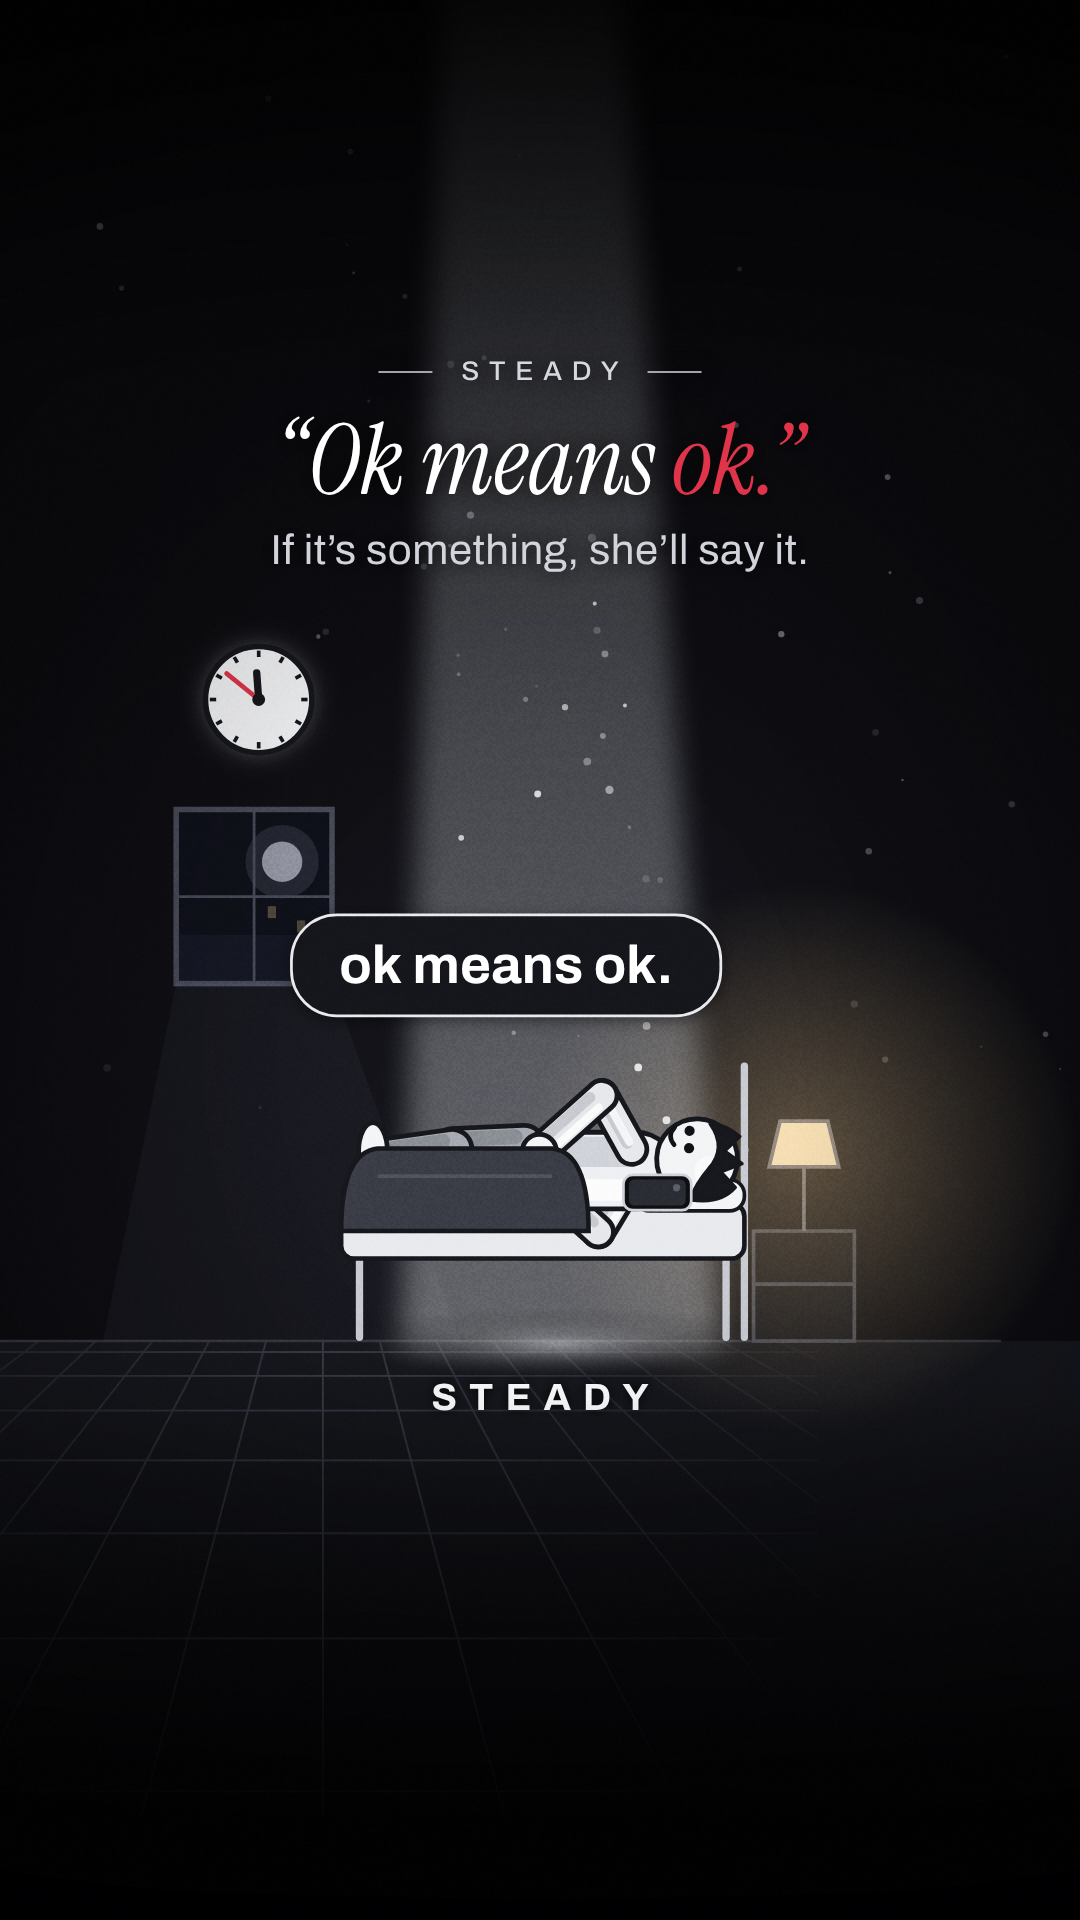 STEADY
“Ok means ok.”
If it’s something, she’ll say it.
ok means ok.
STEADY